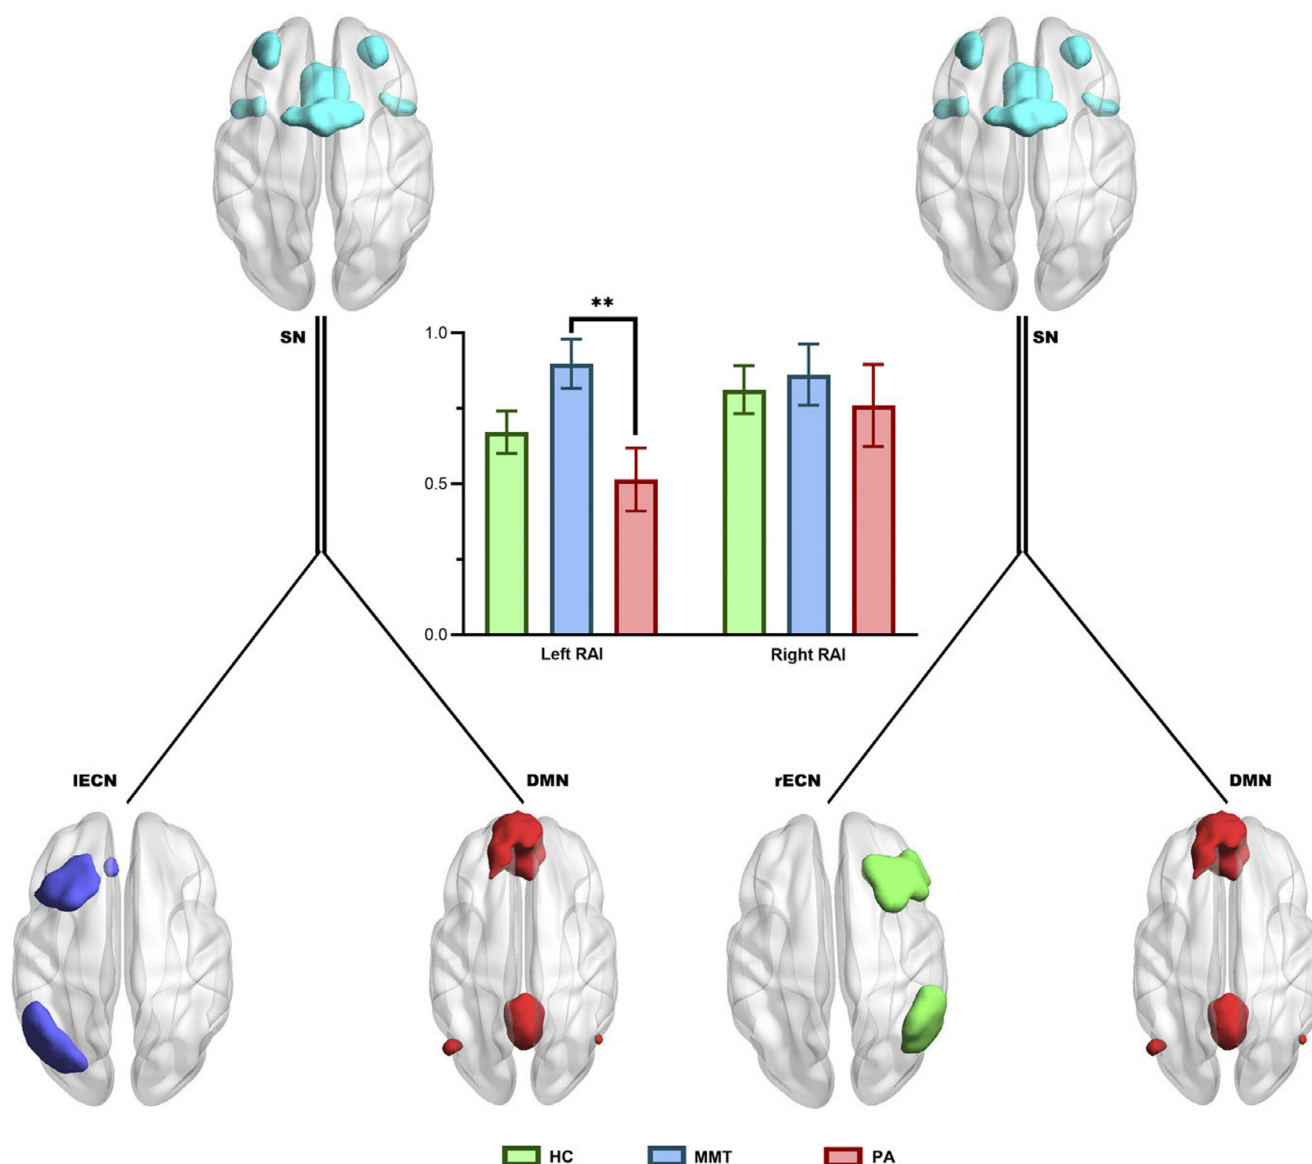 SN
SN
**
1.0
0.5
0.0
Left RAI
Right RAI
lECN
DMN
rECN
DMN
HC
MMT
PA